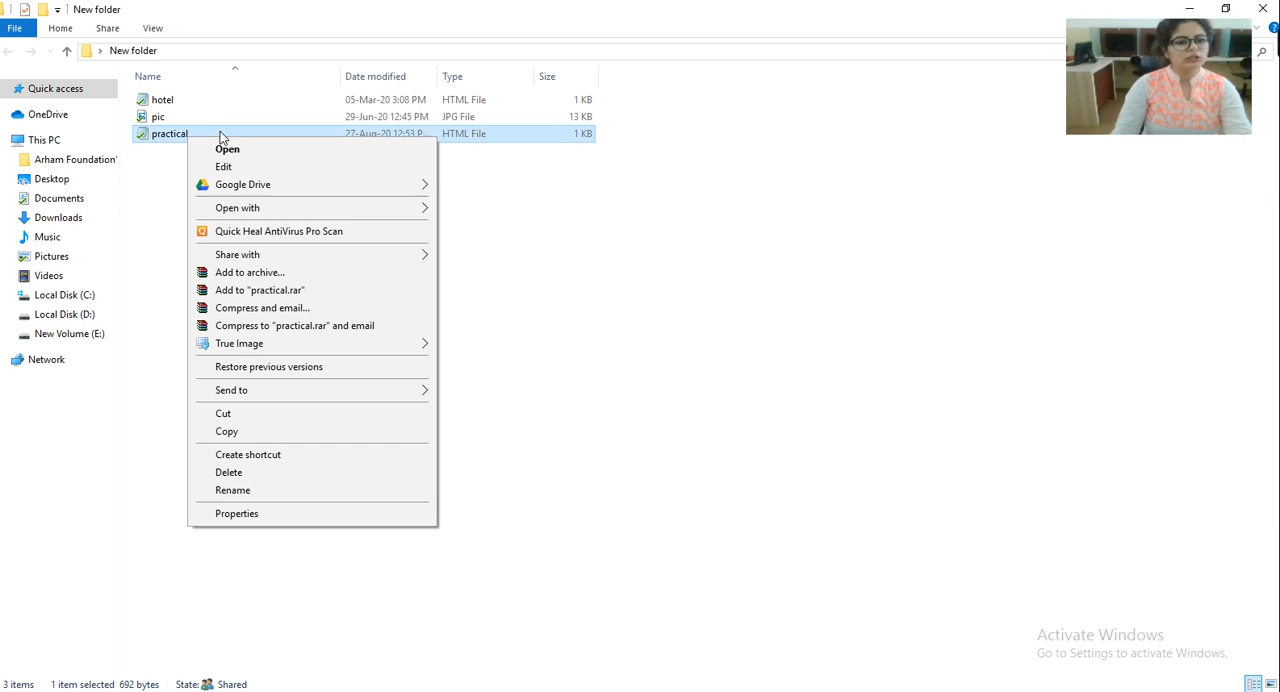 New folder
File Home Share View
New folder
Name Date modified Type Size
hotel 05-Mar-20 3:08 PM HTML File 1 KB
pic 29-Jun-20 12:45 PM JPG File 13 KB
practical 27-Aug-20 12:53 P... HTML File 1 KB
Quick access
OneDrive
This PC
Arham Foundation'
Desktop
Documents
Downloads
Music
Pictures
Videos
Local Disk (C:)
Local Disk (D:)
New Volume (E:)
Network
Open
Edit
Google Drive
Open with
Quick Heal AntiVirus Pro Scan
Share with
Add to archive...
Add to "practical.rar"
Compress and email...
Compress to "practical.rar" and email
True Image
Restore previous versions
Send to
Cut
Copy
Create shortcut
Delete
Rename
Properties
Activate Windows
Go to Settings to activate Windows.
3 items 1 item selected 692 bytes State: Shared